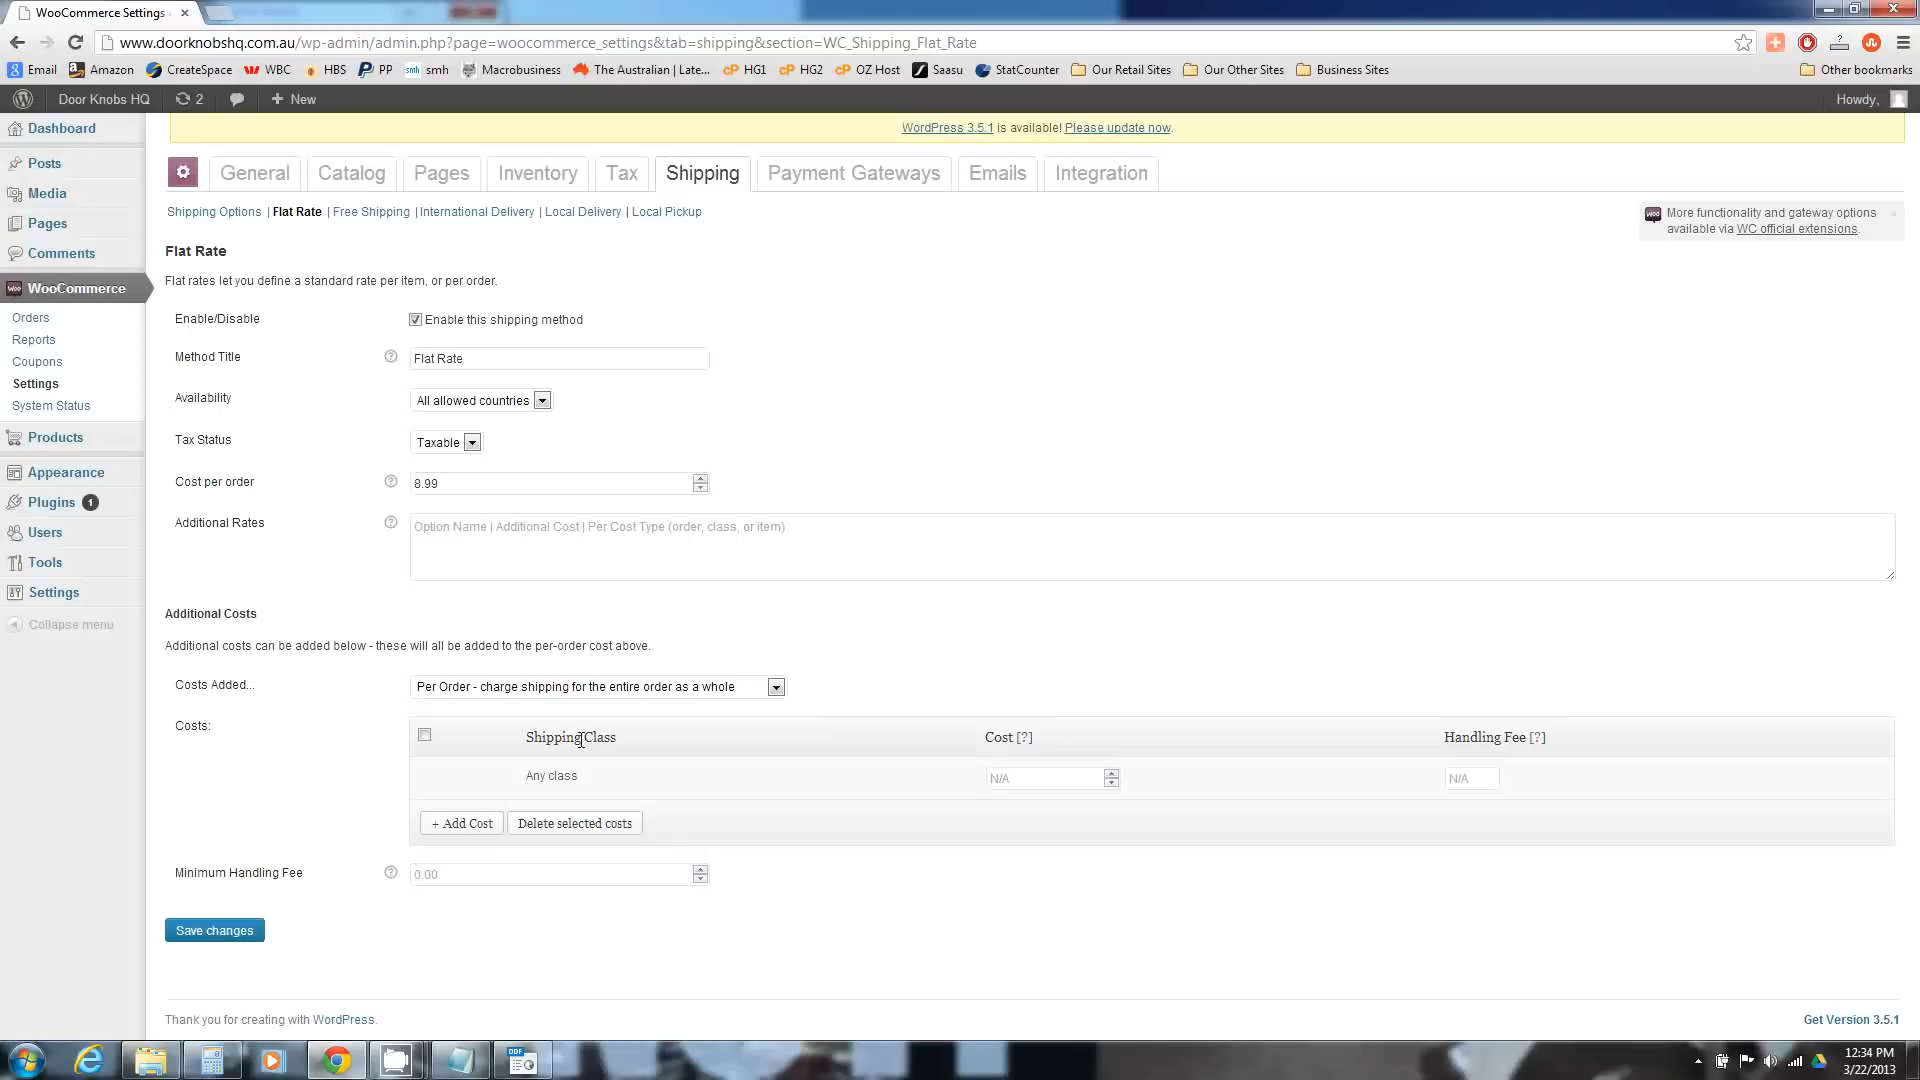 WooCommerce Settings
www.doorknobshq.com.au/wp-admin/admin.php?page=woocommerce_settings&tab=shipping&section=WC_Shipping_Flat_Rate
Email Amazon CreateSpace WBC HBS PP smh smh Macrobusiness The Australian | Late... cP HG1 cP HG2 cP OZ Host Saasu StatCounter Our Retail Sites Our Other Sites Business Sites Other bookmarks
Door Knobs HQ 2 + New Howdy,
WordPress 3.5.1 is available! Please update now.
Dashboard
Posts
Media
Pages
Comments
WooCommerce
Orders
Reports
Coupons
Settings
System Status
Products
Appearance
Plugins 1
Users
Tools
Settings
Collapse menu
General Catalog Pages Inventory Tax Shipping Payment Gateways Emails Integration
Shipping Options | Flat Rate | Free Shipping | International Delivery | Local Delivery | Local Pickup
More functionality and gateway options
available via WC official extensions.
Flat Rate
Flat rates let you define a standard rate per item, or per order.
Enable/Disable Enable this shipping method
Method Title Flat Rate
Availability All allowed countries
Tax Status Taxable
Cost per order 8.99
Additional Rates Option Name | Additional Cost | Per Cost Type (order, class, or item)
Additional Costs
Additional costs can be added below - these will all be added to the per-order cost above.
Costs Added... Per Order - charge shipping for the entire order as a whole
Costs: Shipping Class Cost [?] Handling Fee [?]
Any class N/A N/A
+ Add Cost Delete selected costs
Minimum Handling Fee 0.00
Save changes
Thank you for creating with WordPress. Get Version 3.5.1
12:34 PM
3/22/2013